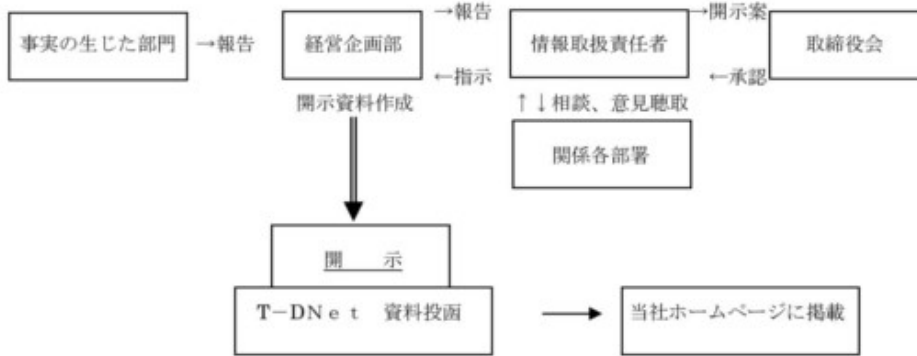 事実の生じた部門
→報告
経営企画部
→報告
←指示
情報取扱責任者
→開示案
←承認
取締役会
開示資料作成
↑↓相談、意見聴取
関係各部署
開 示
T-DNet 資料投函
当社ホームページに掲載